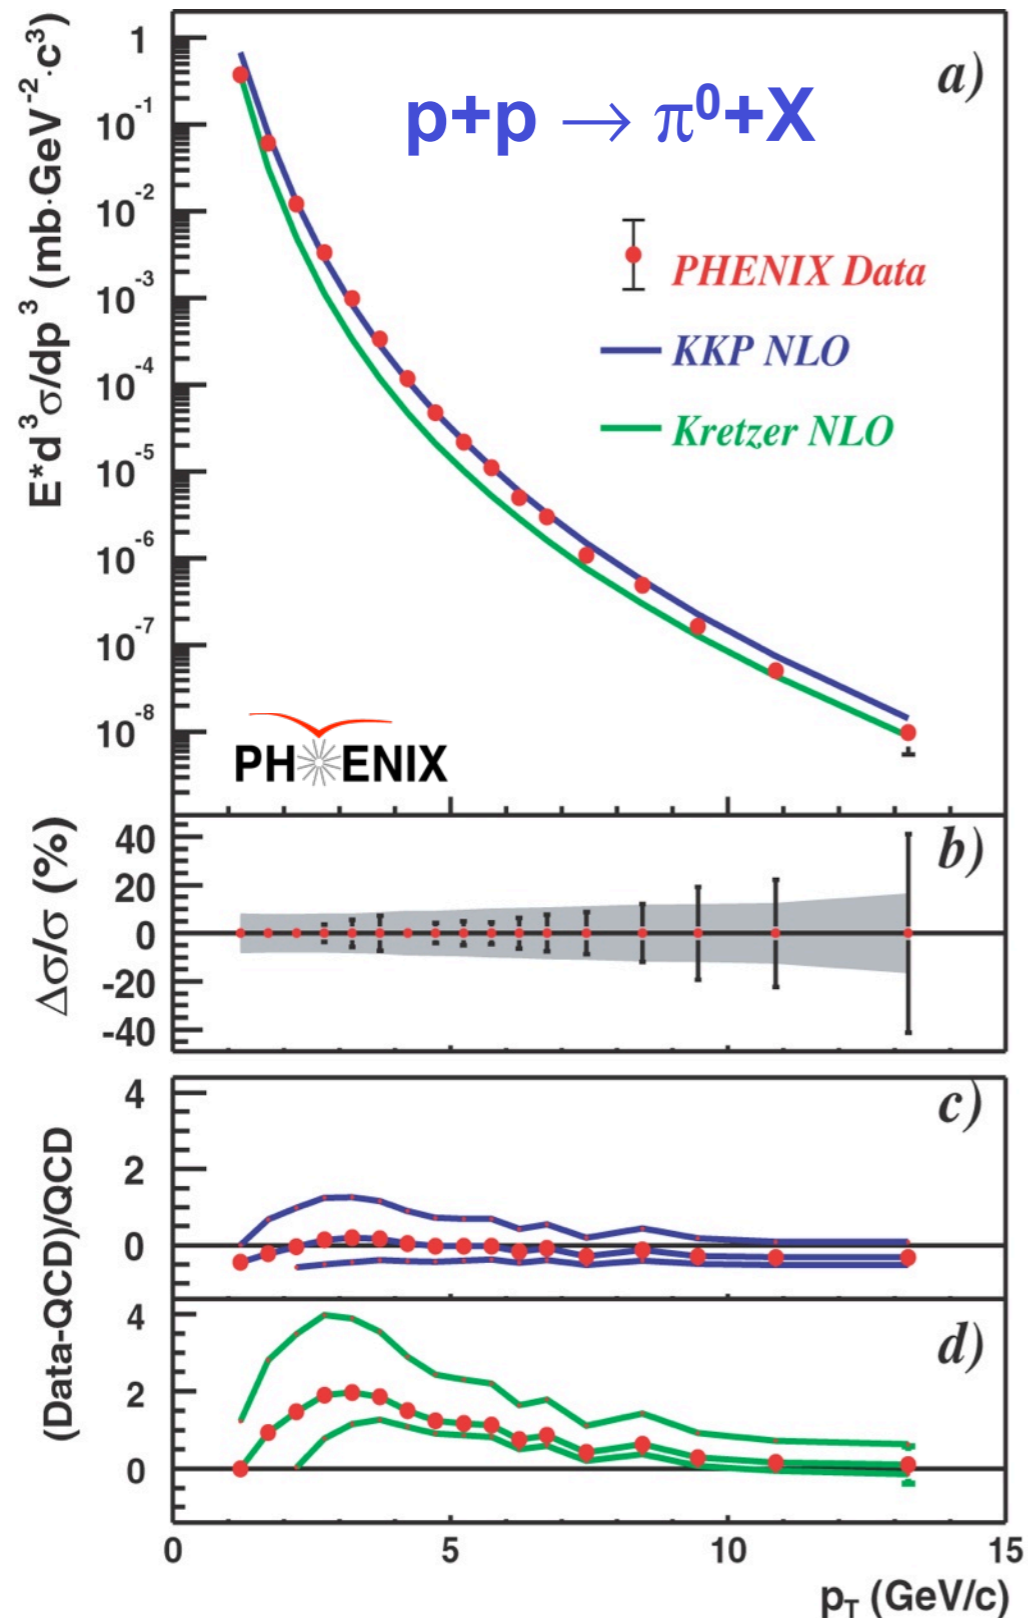 E*d³σ/dp³ (mb·GeV⁻²·c³)
1
10⁻¹
10⁻²
10⁻³
10⁻⁴
10⁻⁵
10⁻⁶
10⁻⁷
10⁻⁸
a)
p+p → π⁰+X
PHENIX Data
KKP NLO
Kretzer NLO
PH ENIX
Δσ/σ (%)
40
20
0
-20
-40
b)
(Data-QCD)/QCD
4
2
0
c)
4
2
0
d)
0 5 10 15
p_T (GeV/c)